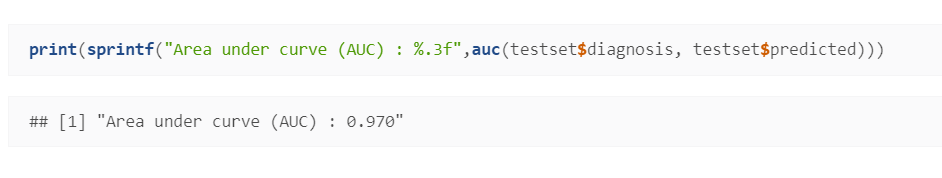 print(sprintf("Area under curve (AUC) : %.3f",auc(testset$diagnosis, testset$predicted)))
## [1] "Area under curve (AUC) : 0.970"